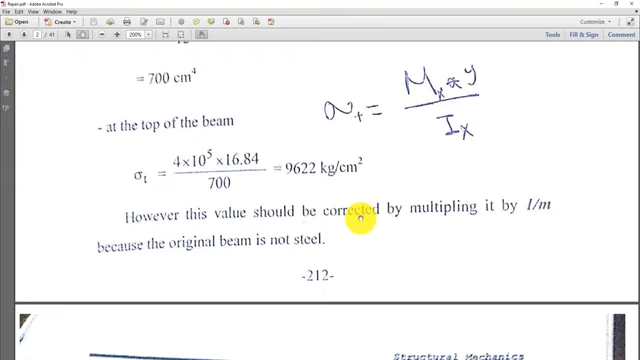 Repair.pdf - Adobe Acrobat Pro
File Edit View Window Help
Open
Customize
2 / 41
200%
Tools Fill & Sign Comment
= 700 cm⁴
- at the top of the beam
σt = Mx * y / Ix
σt = 4×10⁵×16.84 / 700 = 9622 kg/cm²
However this value should be corrected by multipling it by 1/m
because the original beam is not steel.
-212-
Structural Mechanics